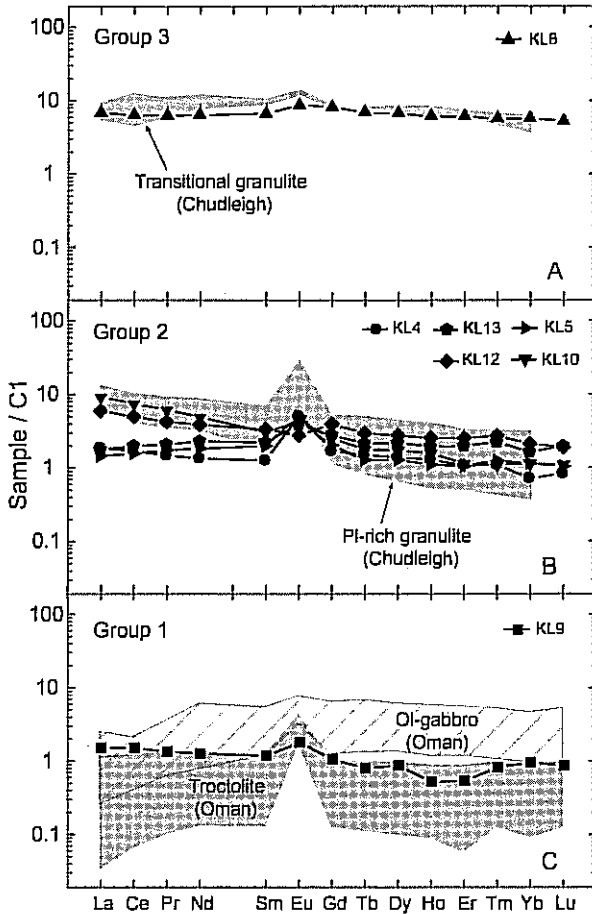 100
Group 3
KL8
10
1
Transitional granulite
(Chudleigh)
0.1
A
100
Group 2
KL4 KL13 KL5
KL12 KL10
10
1
Pl-rich granulite
(Chudleigh)
0.1
B
Sample / C1
100
Group 1
KL9
10
Ol-gabbro
(Oman)
1
Troctolite
(Oman)
0.1
C
La Ce Pr Nd Sm Eu Gd Tb Dy Ho Er Tm Yb Lu